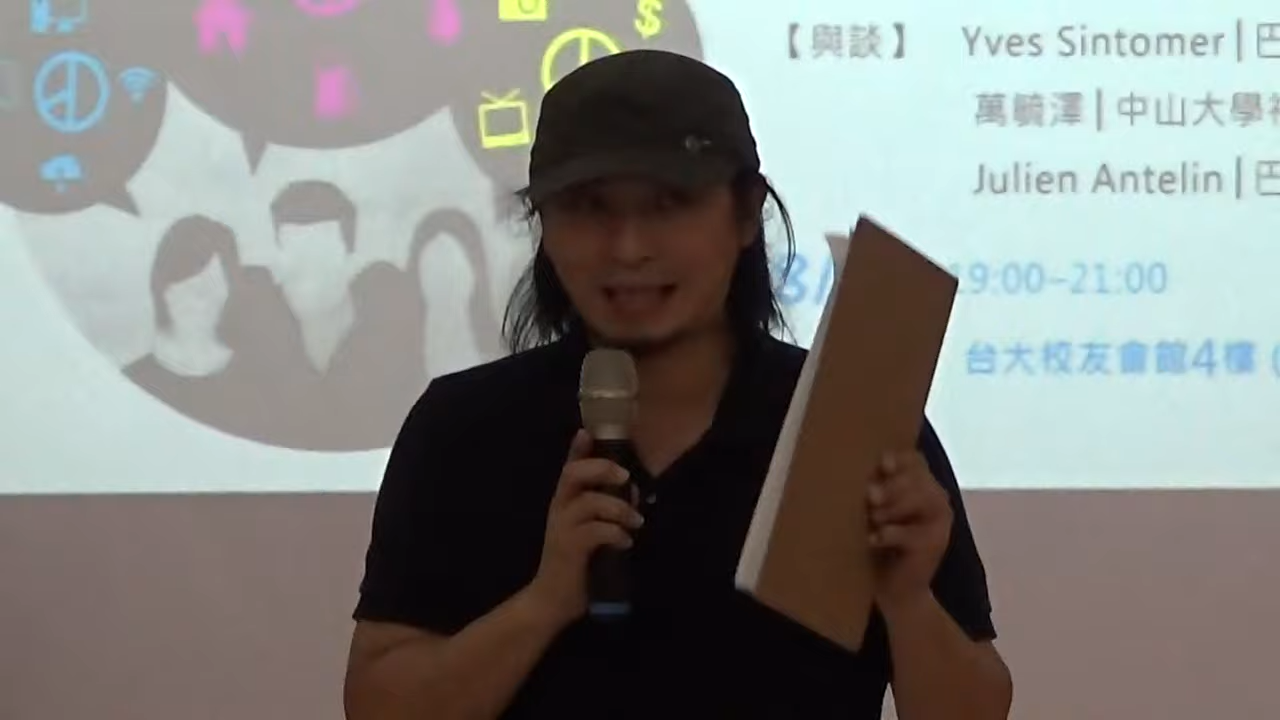 【與談】 Yves Sintomer|巴
萬毓澤|中山大學社
Julien Antelin|巴
8/ 19:00-21:00
台大校友會館4樓 (